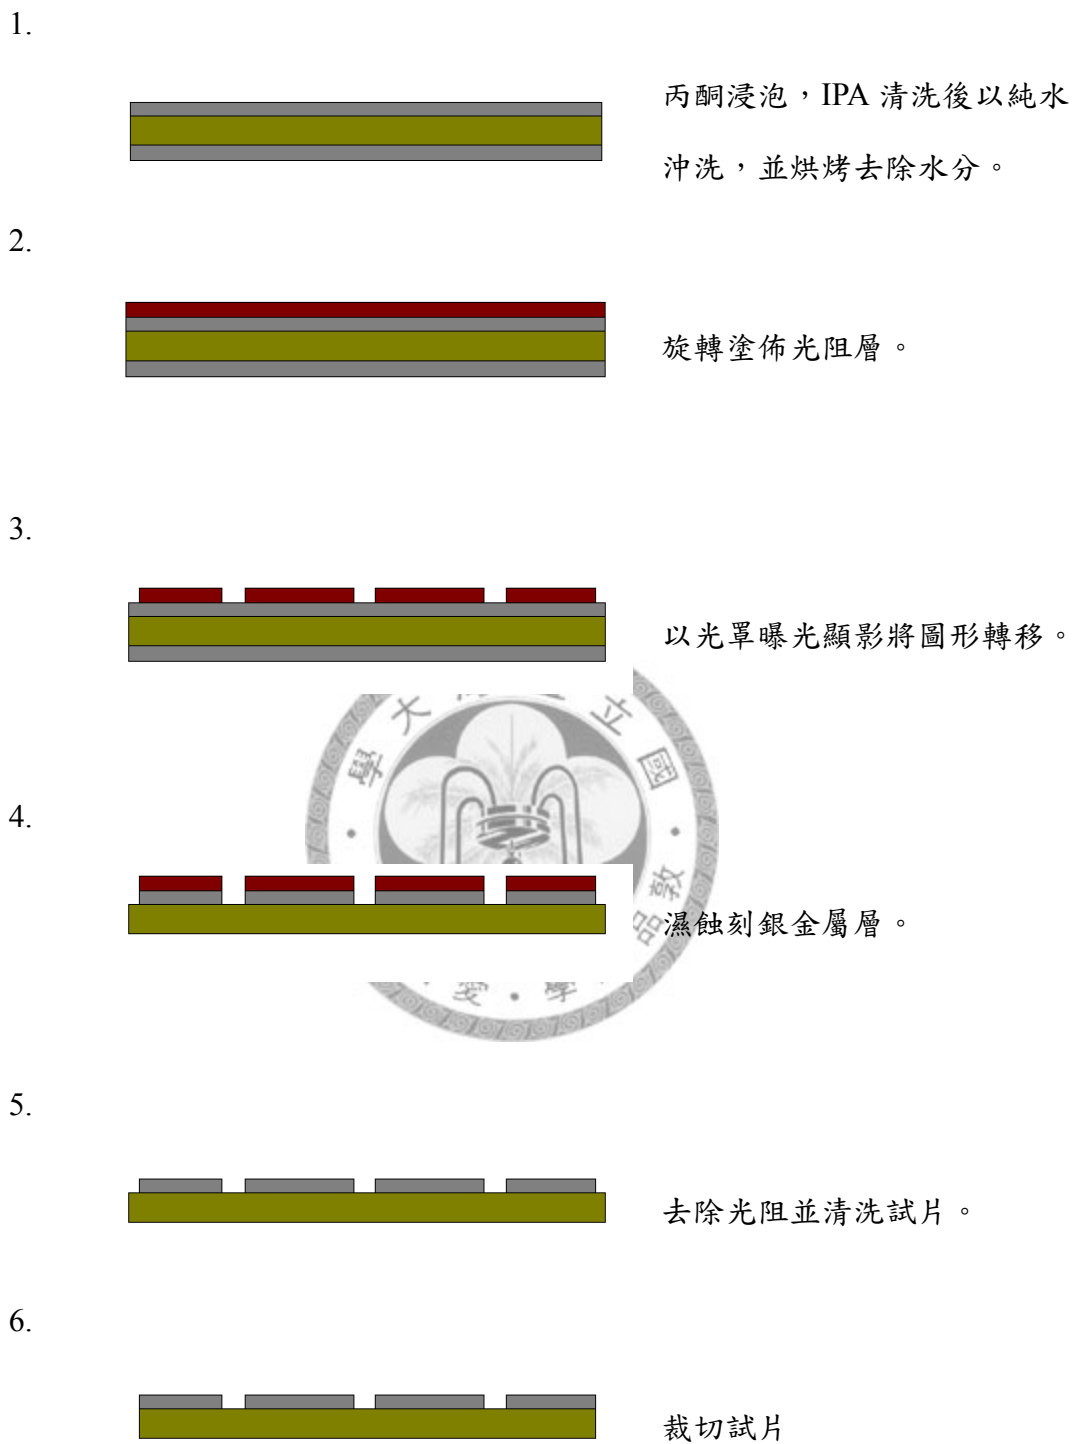 1.
丙酮浸泡，IPA 清洗後以純水
沖洗，並烘烤去除水分。
2.
旋轉塗佈光阻層。
3.
以光罩曝光顯影將圖形轉移。
4.
濕蝕刻銀金屬層。
5.
去除光阻並清洗試片。
6.
裁切試片